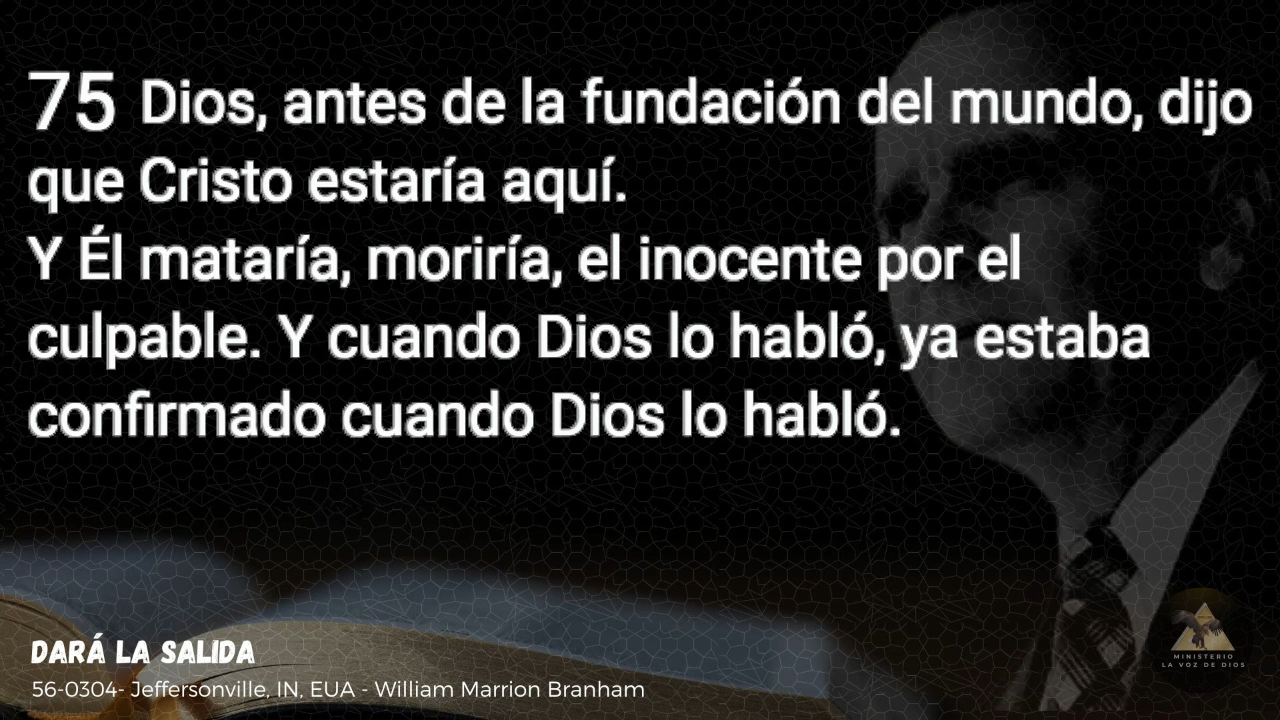 75 Dios, antes de la fundación del mundo, dijo
que Cristo estaría aquí.
Y Él mataría, moriría, el inocente por el
culpable. Y cuando Dios lo habló, ya estaba
confirmado cuando Dios lo habló.
DARÁ LA SALIDA
56-0304- Jeffersonville, IN, EUA - William Marrion Branham
MINISTERIO
LA VOZ DE DIOS